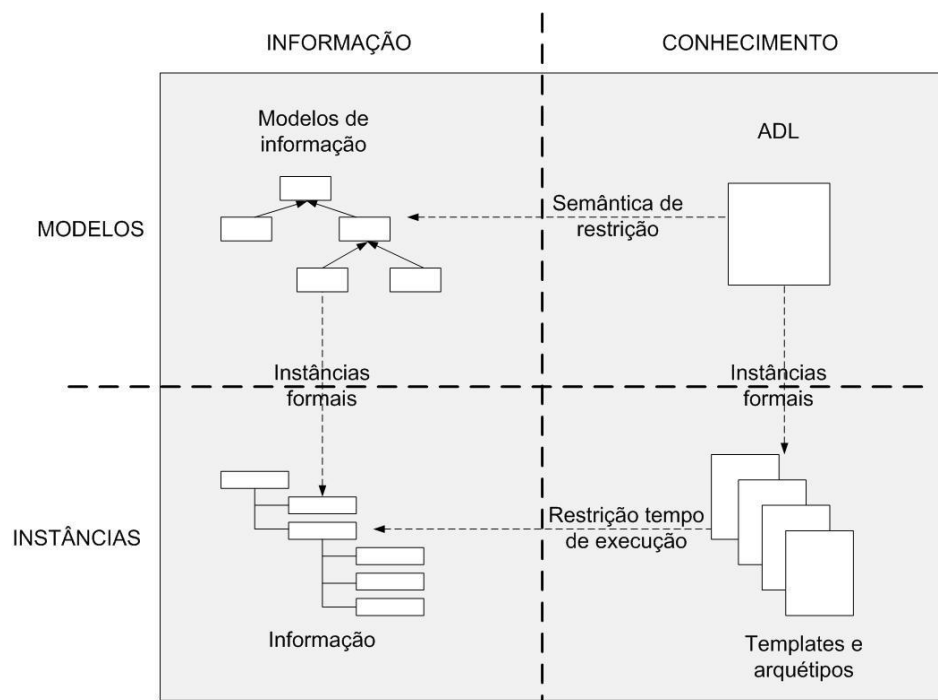 INFORMAÇÃO
CONHECIMENTO
Modelos de
informação
ADL
MODELOS
Semântica de
restrição
Instâncias
formais
Instâncias
formais
INSTÂNCIAS
Restrição tempo
de execução
Informação
Templates e
arquétipos